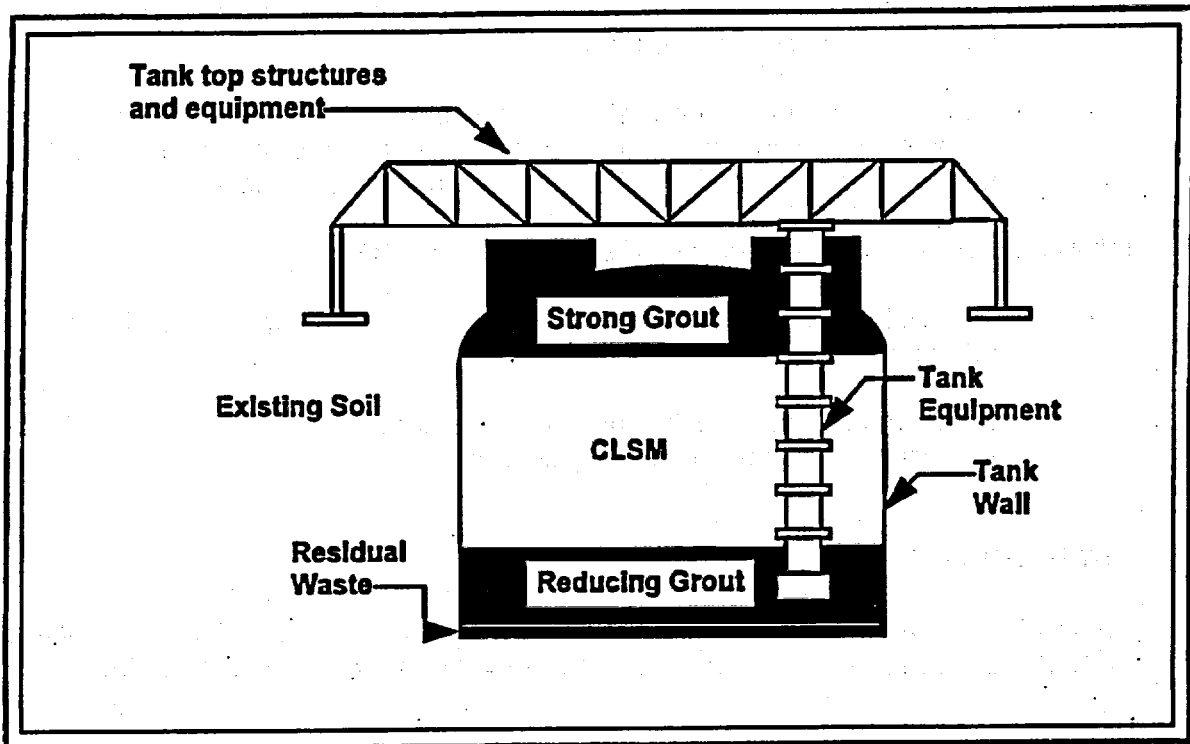 Tank top structures
and equipment
Strong Grout
Existing Soil
Tank
Equipment
CLSM
Tank
Wall
Residual
Waste
Reducing Grout